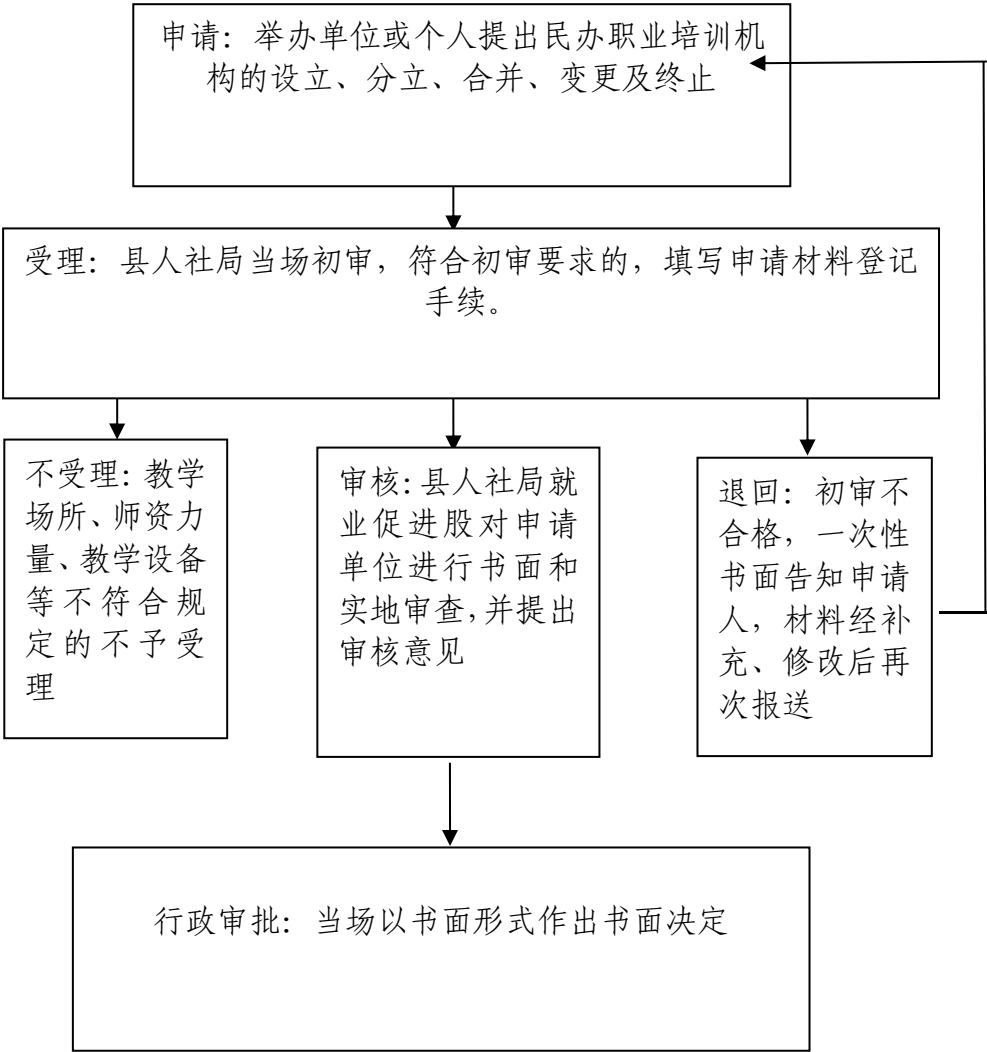 申请：举办单位或个人提出民办职业培训机
构的设立、分立、合并、变更及终止
受理：县人社局当场初审，符合初审要求的，填写申请材料登记
手续。
不受理：教学
场所、师资力
量、教学设备
等不符合规
定的不予受
理
审核：县人社局就
业促进股对申请
单位进行书面和
实地审查，并提出
审核意见
退回：初审不
合格，一次性
书面告知申请
人，材料经补
充、修改后再
次报送
行政审批：当场以书面形式作出书面决定